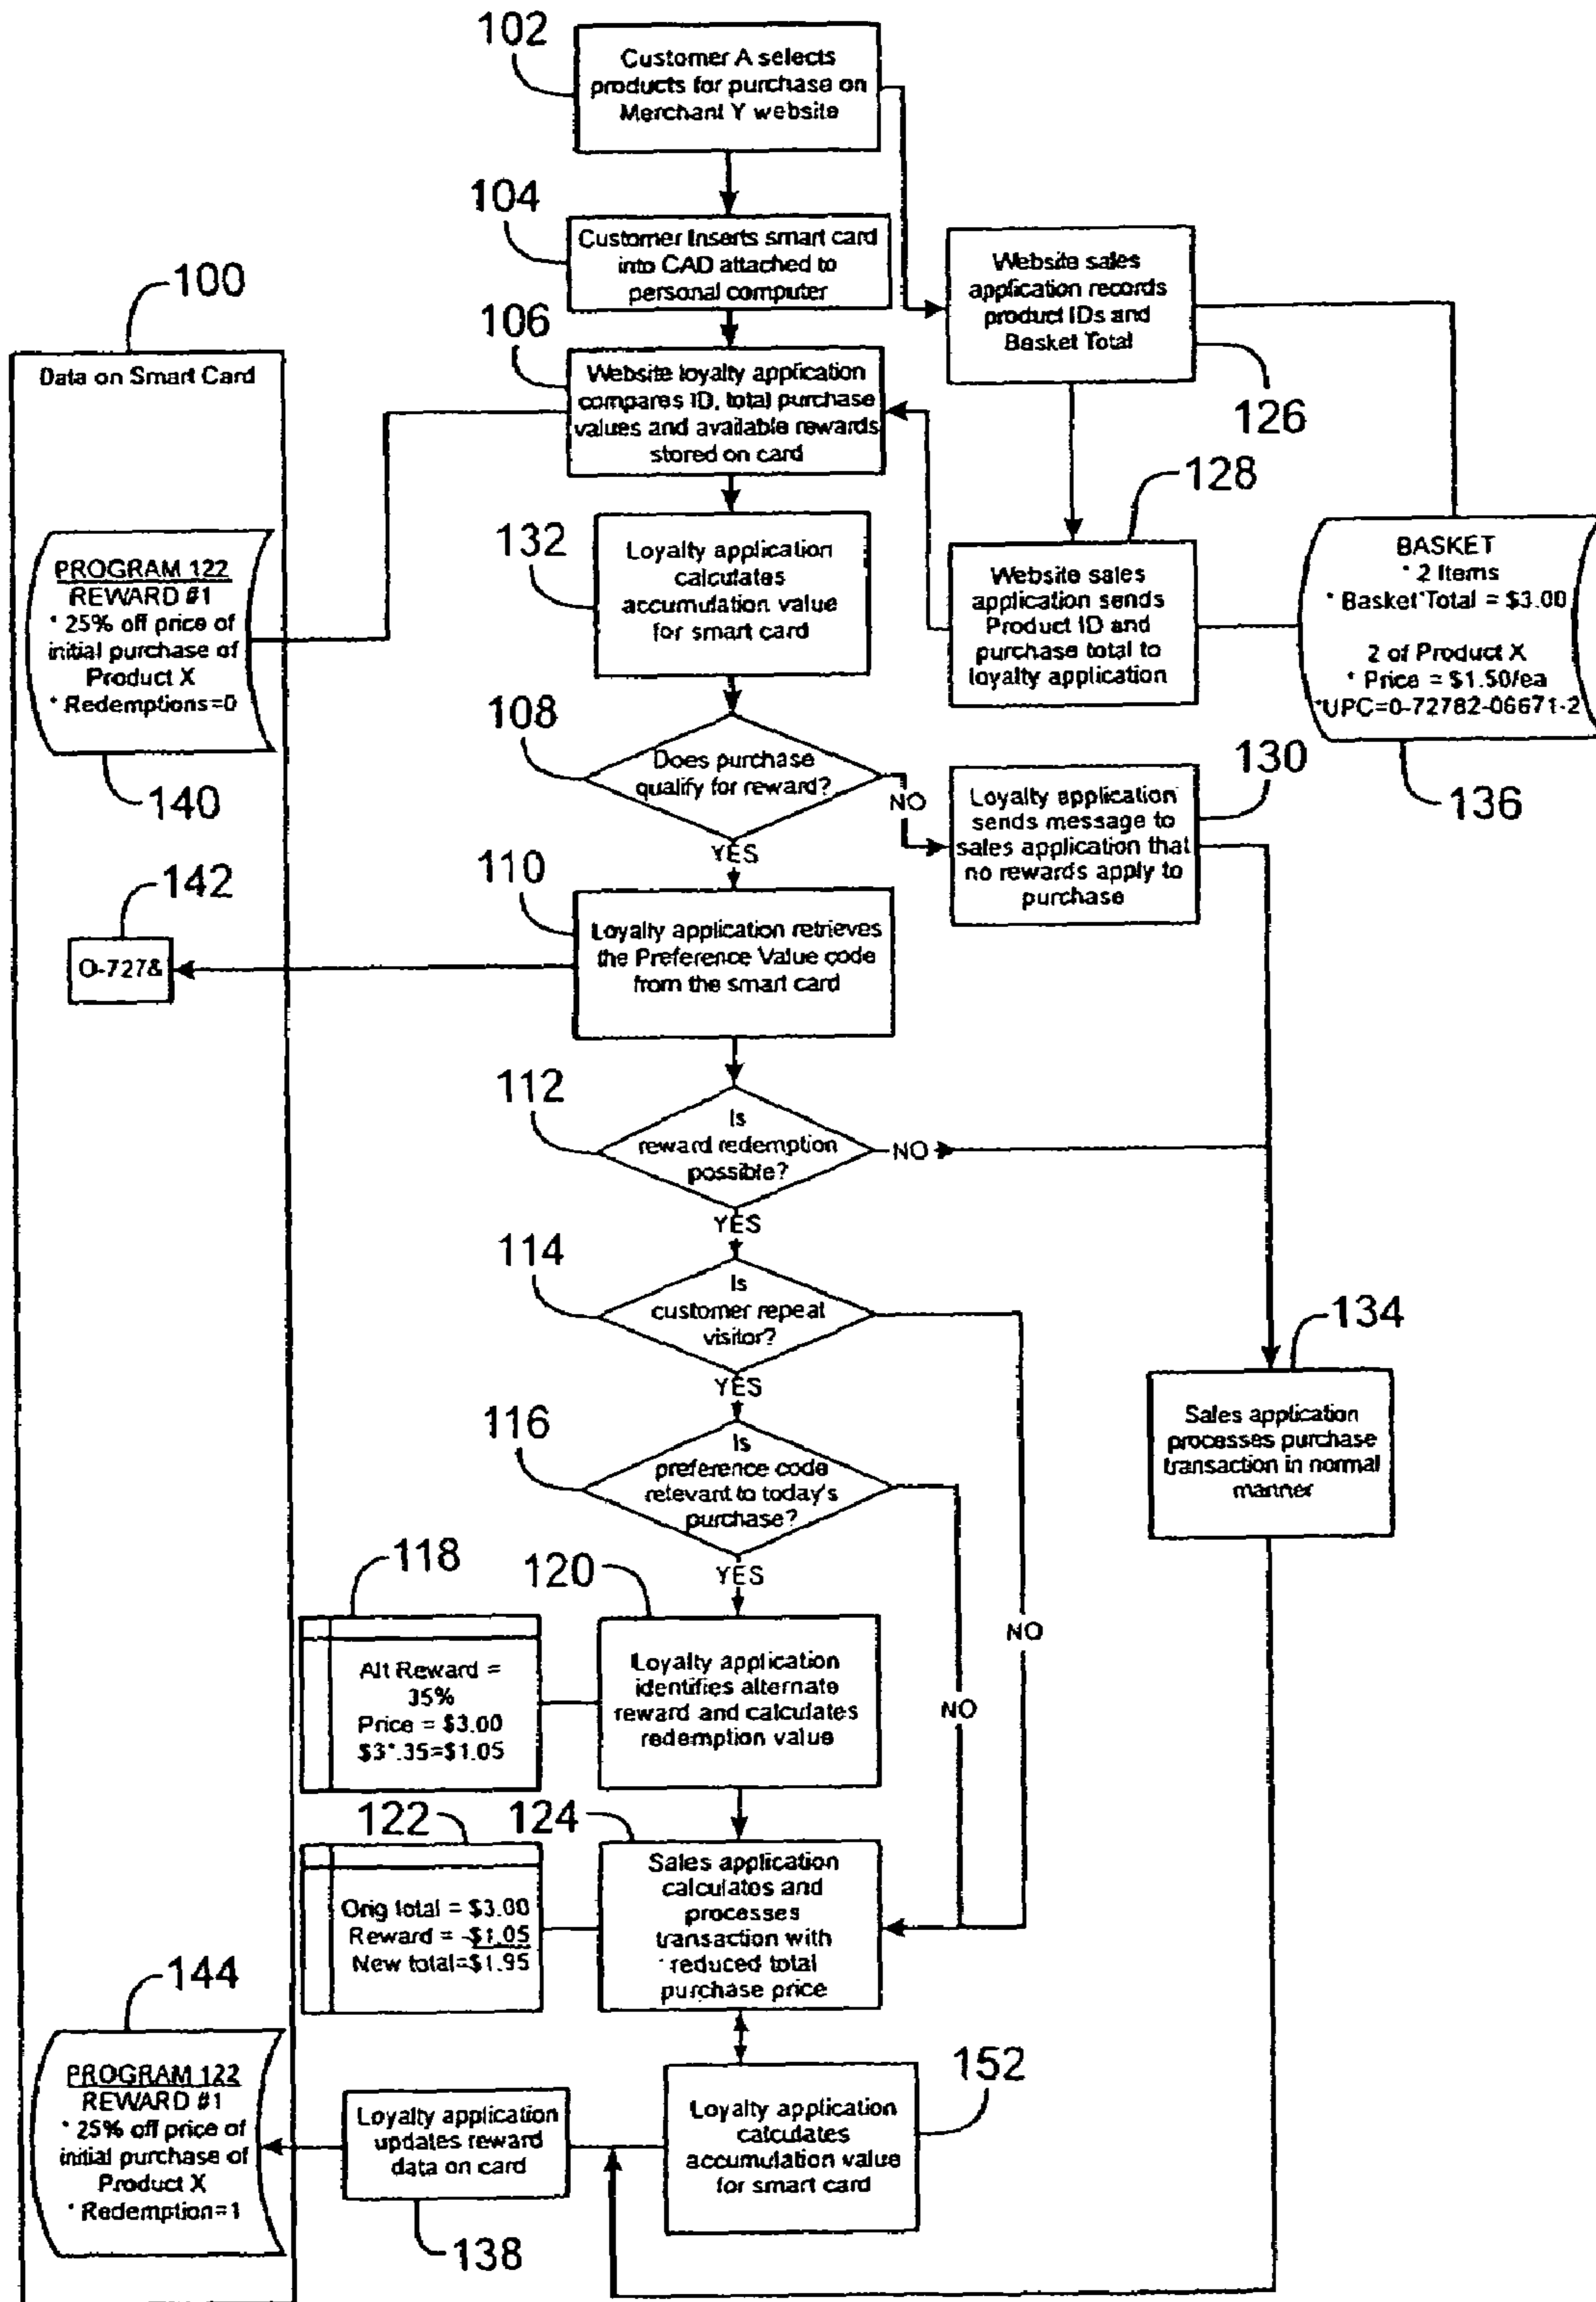 102
Customer A selects
products for purchase on
Merchant Y website
104
Customer Inserts smart card
into CAD attached to
personal computer
Website sales
application records
product IDs and
Basket Total
126
100
Data on Smart Card
106
Website loyalty application
compares ID, total purchase
values and available rewards
stored on card
128
Website sales
application sends
Product ID and
purchase total to
loyalty application
BASKET
* 2 Items
* Basket Total = $3.00
2 of Product X
* Price = $1.50/ea
*UPC=0-72782-06671-2
136
132
Loyalty application
calculates
accumulation value
for smart card
PROGRAM 122
REWARD #1
* 25% off price of
initial purchase of
Product X
* Redemptions=0
140
108
Does purchase
qualify for reward?
NO
YES
130
Loyalty application
sends message to
sales application that
no rewards apply to
purchase
110
Loyalty application retrieves
the Preference Value code
from the smart card
142
O-727&
112
Is
reward redemption
possible?
NO
YES
114
Is
customer repeat
visitor?
YES
134
Sales application
processes purchase
transaction in normal
manner
116
Is
preference code
relevant to today's
purchase?
YES
NO
NO
118
Alt Reward =
35%
Price = $3.00
$3*.35=$1.05
120
Loyalty application
identifies alternate
reward and calculates
redemption value
122
Orig total = $3.00
Reward = -$1.05
New total=$1.95
124
Sales application
calculates and
processes
transaction with
reduced total
purchase price
144
PROGRAM 122
REWARD #1
* 25% off price of
initial purchase of
Product X
* Redemption=1
Loyalty application
updates reward
data on card
138
152
Loyalty application
calculates
accumulation value
for smart card